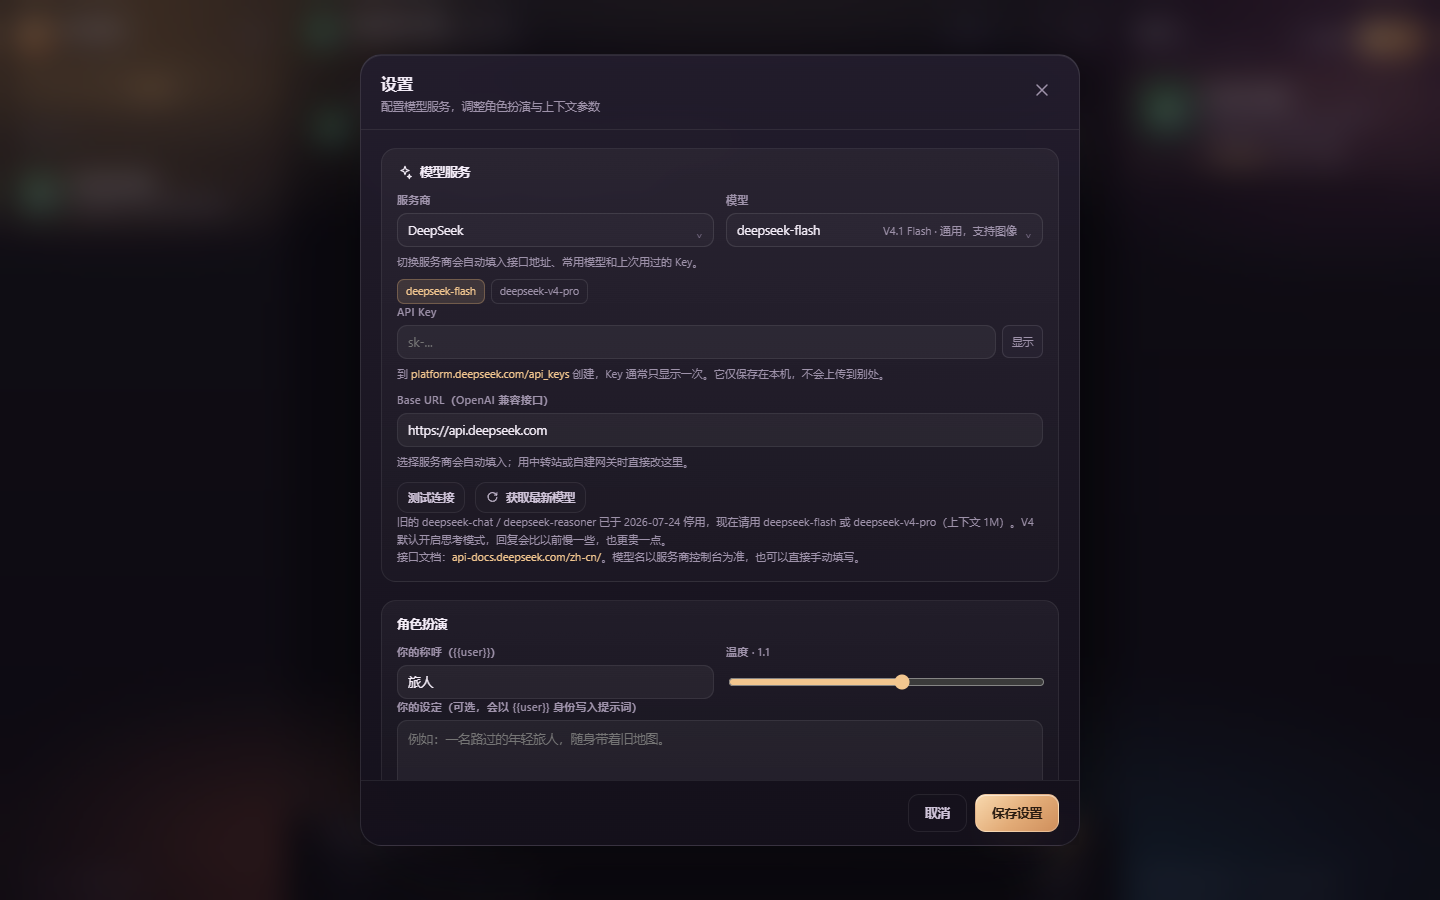 设置
配置模型服务，调整角色扮演与上下文参数
模型服务
服务商
模型
DeepSeek
deepseek-flash V4.1 Flash · 通用，支持图像
切换服务商会自动填入接口地址、常用模型和上次用过的 Key。
deepseek-flash deepseek-v4-pro
API Key
sk-...
显示
到 platform.deepseek.com/api_keys 创建，Key 通常只显示一次。它仅保存在本机，不会上传到别处。
Base URL（OpenAI 兼容接口）
https://api.deepseek.com
选择服务商会自动填入；用中转站或自建网关时直接改这里。
测试连接 获取最新模型
旧的 deepseek-chat / deepseek-reasoner 已于 2026-07-24 停用，现在请用 deepseek-flash 或 deepseek-v4-pro（上下文 1M）。V4
默认开启思考模式，回复会比以前慢一些，也更贵一点。
接口文档：api-docs.deepseek.com/zh-cn/。模型名以服务商控制台为准，也可以直接手动填写。
角色扮演
你的称呼（{{user}}）
温度 · 1.1
旅人
你的设定（可选，会以 {{user}} 身份写入提示词）
例如：一名路过的年轻旅人，随身带着旧地图。
取消 保存设置